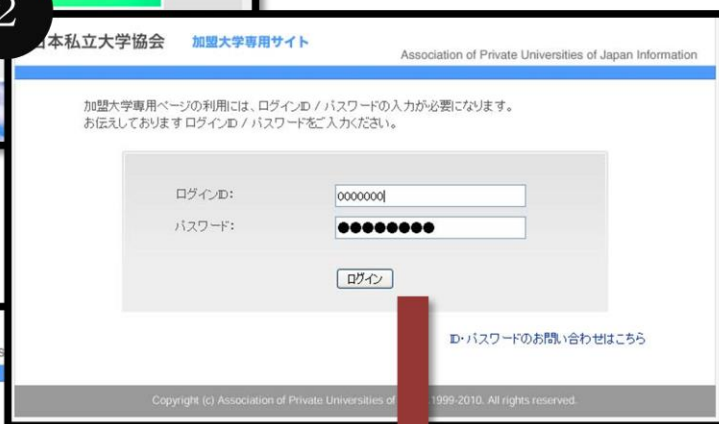 2
本私立大学協会 加盟大学専用サイト
Association of Private Universities of Japan Information
加盟大学専用ページの利用には、ログインID / パスワードの入力が必要になります。
お伝えしております ログインID / パスワードをご入力ください。
ログインID: 0000000
パスワード: ●●●●●●●●
ログイン
ID・パスワードのお問い合わせはこちら
Copyright (c) Association of Private Universities of 1999-2010. All rights reserved.